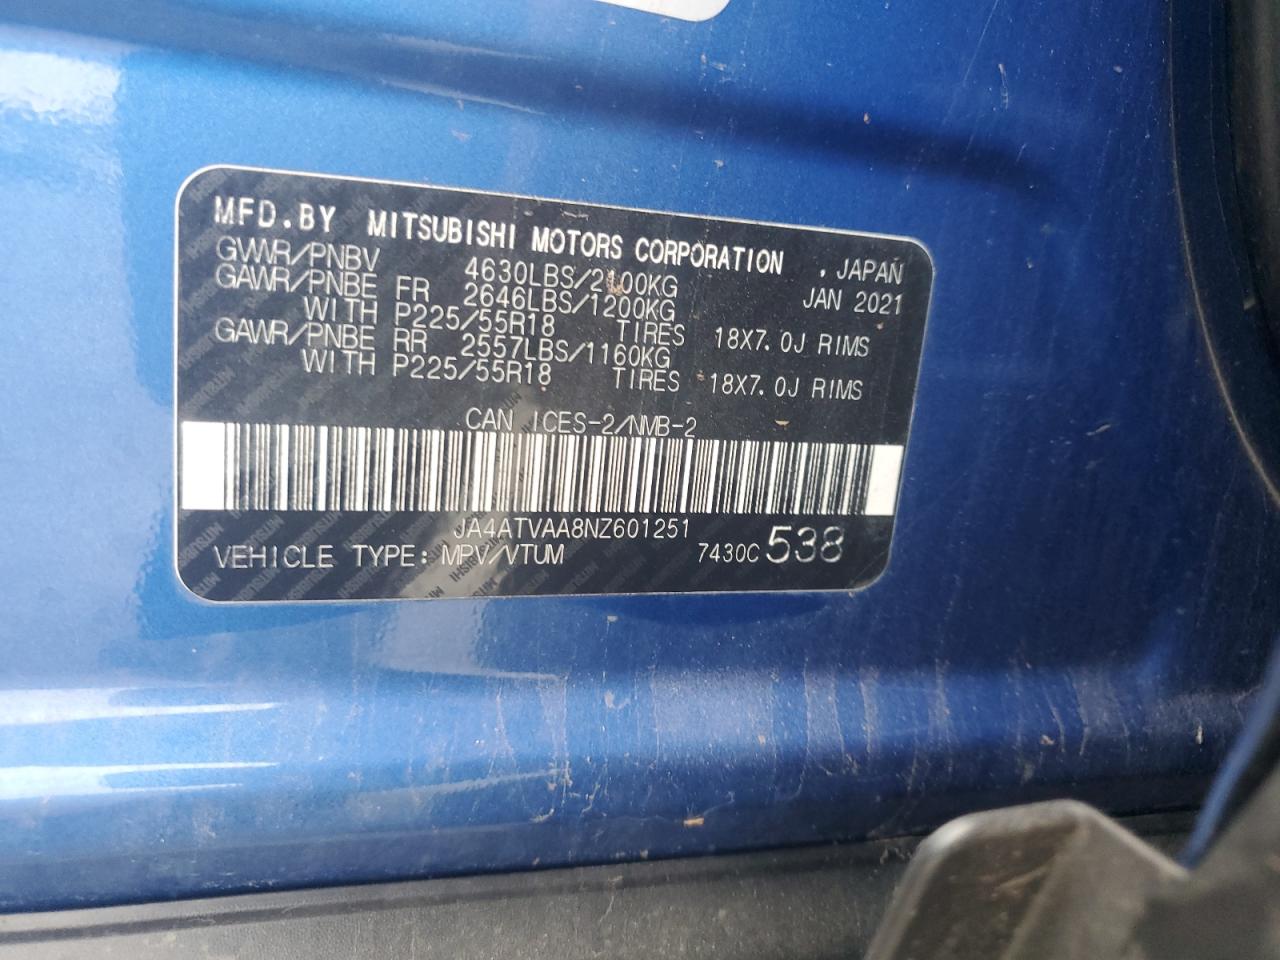 MFD.BY MITSUBISHI MOTORS CORPORATION , JAPAN
GVWR/PNBV 4630LBS/2100KG JAN 2021
GAWR/PNBE FR 2646LBS/1200KG
WITH P225/55R18 TIRES 18X7.0J RIMS
GAWR/PNBE RR 2557LBS/1160KG
WITH P225/55R18 TIRES 18X7.0J RIMS
CAN ICES-2/NMB-2
JA4ATVAA8NZ601251
VEHICLE TYPE: MPV/VTUM 7430C 538